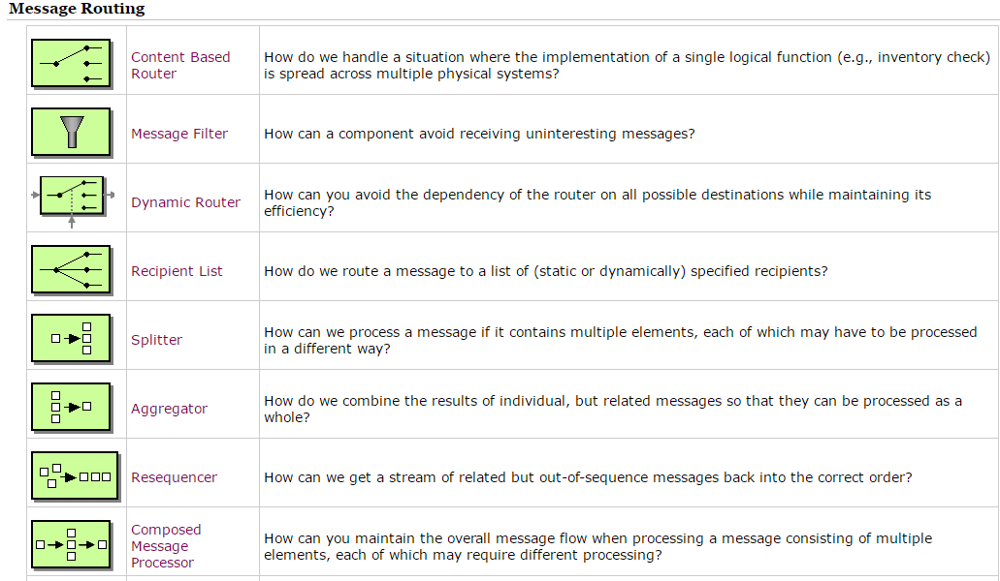 Message Routing
Content Based
Router
How do we handle a situation where the implementation of a single logical function (e.g., inventory check)
is spread across multiple physical systems?
Message Filter
How can a component avoid receiving uninteresting messages?
Dynamic Router
How can you avoid the dependency of the router on all possible destinations while maintaining its
efficiency?
Recipient List
How do we route a message to a list of (static or dynamically) specified recipients?
Splitter
How can we process a message if it contains multiple elements, each of which may have to be processed
in a different way?
Aggregator
How do we combine the results of individual, but related messages so that they can be processed as a
whole?
Resequencer
How can we get a stream of related but out-of-sequence messages back into the correct order?
Composed
Message
Processor
How can you maintain the overall message flow when processing a message consisting of multiple
elements, each of which may require different processing?